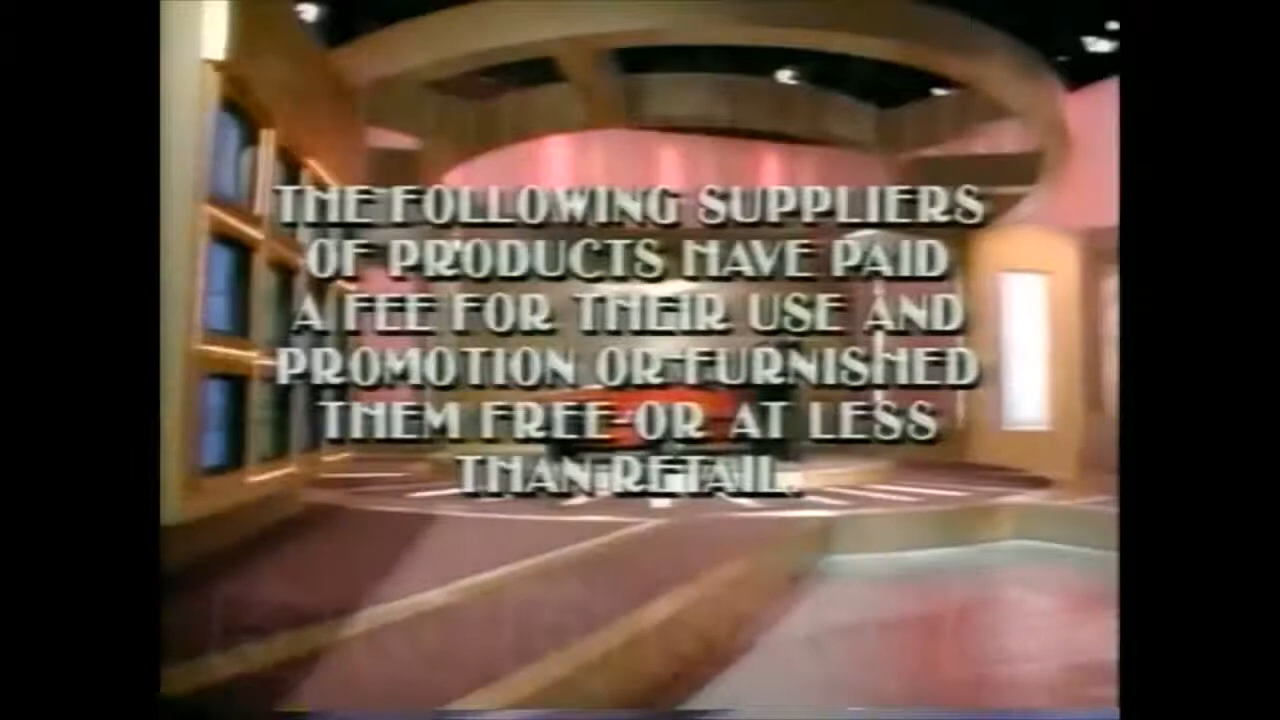 THE FOLLOWING SUPPLIERS
OF PRODUCTS HAVE PAID
A FEE FOR THEIR USE AND
PROMOTION OR FURNISHED
THEM FREE OR AT LESS
THAN RETAIL.